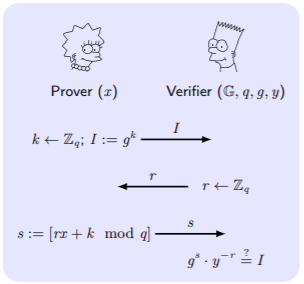 Prover (x) Verifier (𝔾, q, g, y)
k ← ℤ_q; I := g^k I
r r ← ℤ_q
s := [rx + k mod q] s
g^s · y^{−r} ≟ I